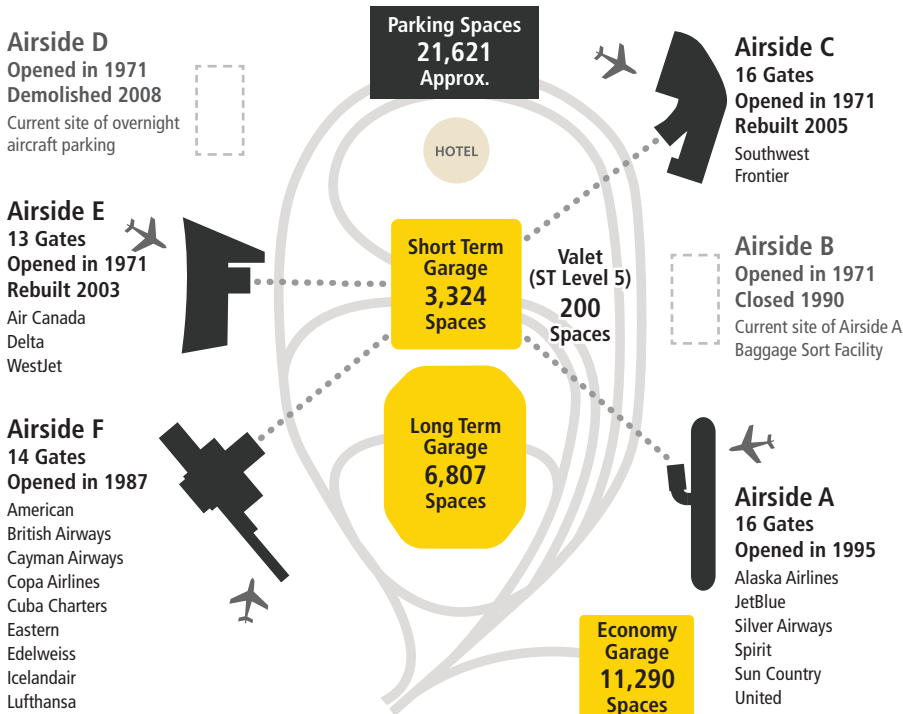 Parking Spaces
21,621
Approx.
Airside D
Opened in 1971
Demolished 2008
Current site of overnight
aircraft parking
HOTEL
Airside C
16 Gates
Opened in 1971
Rebuilt 2005
Southwest
Frontier
Airside E
13 Gates
Opened in 1971
Rebuilt 2003
Air Canada
Delta
WestJet
Short Term
Garage
3,324
Spaces
Valet
(ST Level 5)
200
Spaces
Airside B
Opened in 1971
Closed 1990
Current site of Airside A
Baggage Sort Facility
Airside F
14 Gates
Opened in 1987
American
British Airways
Cayman Airways
Copa Airlines
Cuba Charters
Eastern
Edelweiss
Icelandair
Lufthansa
Long Term
Garage
6,807
Spaces
Airside A
16 Gates
Opened in 1995
Alaska Airlines
JetBlue
Silver Airways
Spirit
Sun Country
United
Economy
Garage
11,290
Spaces